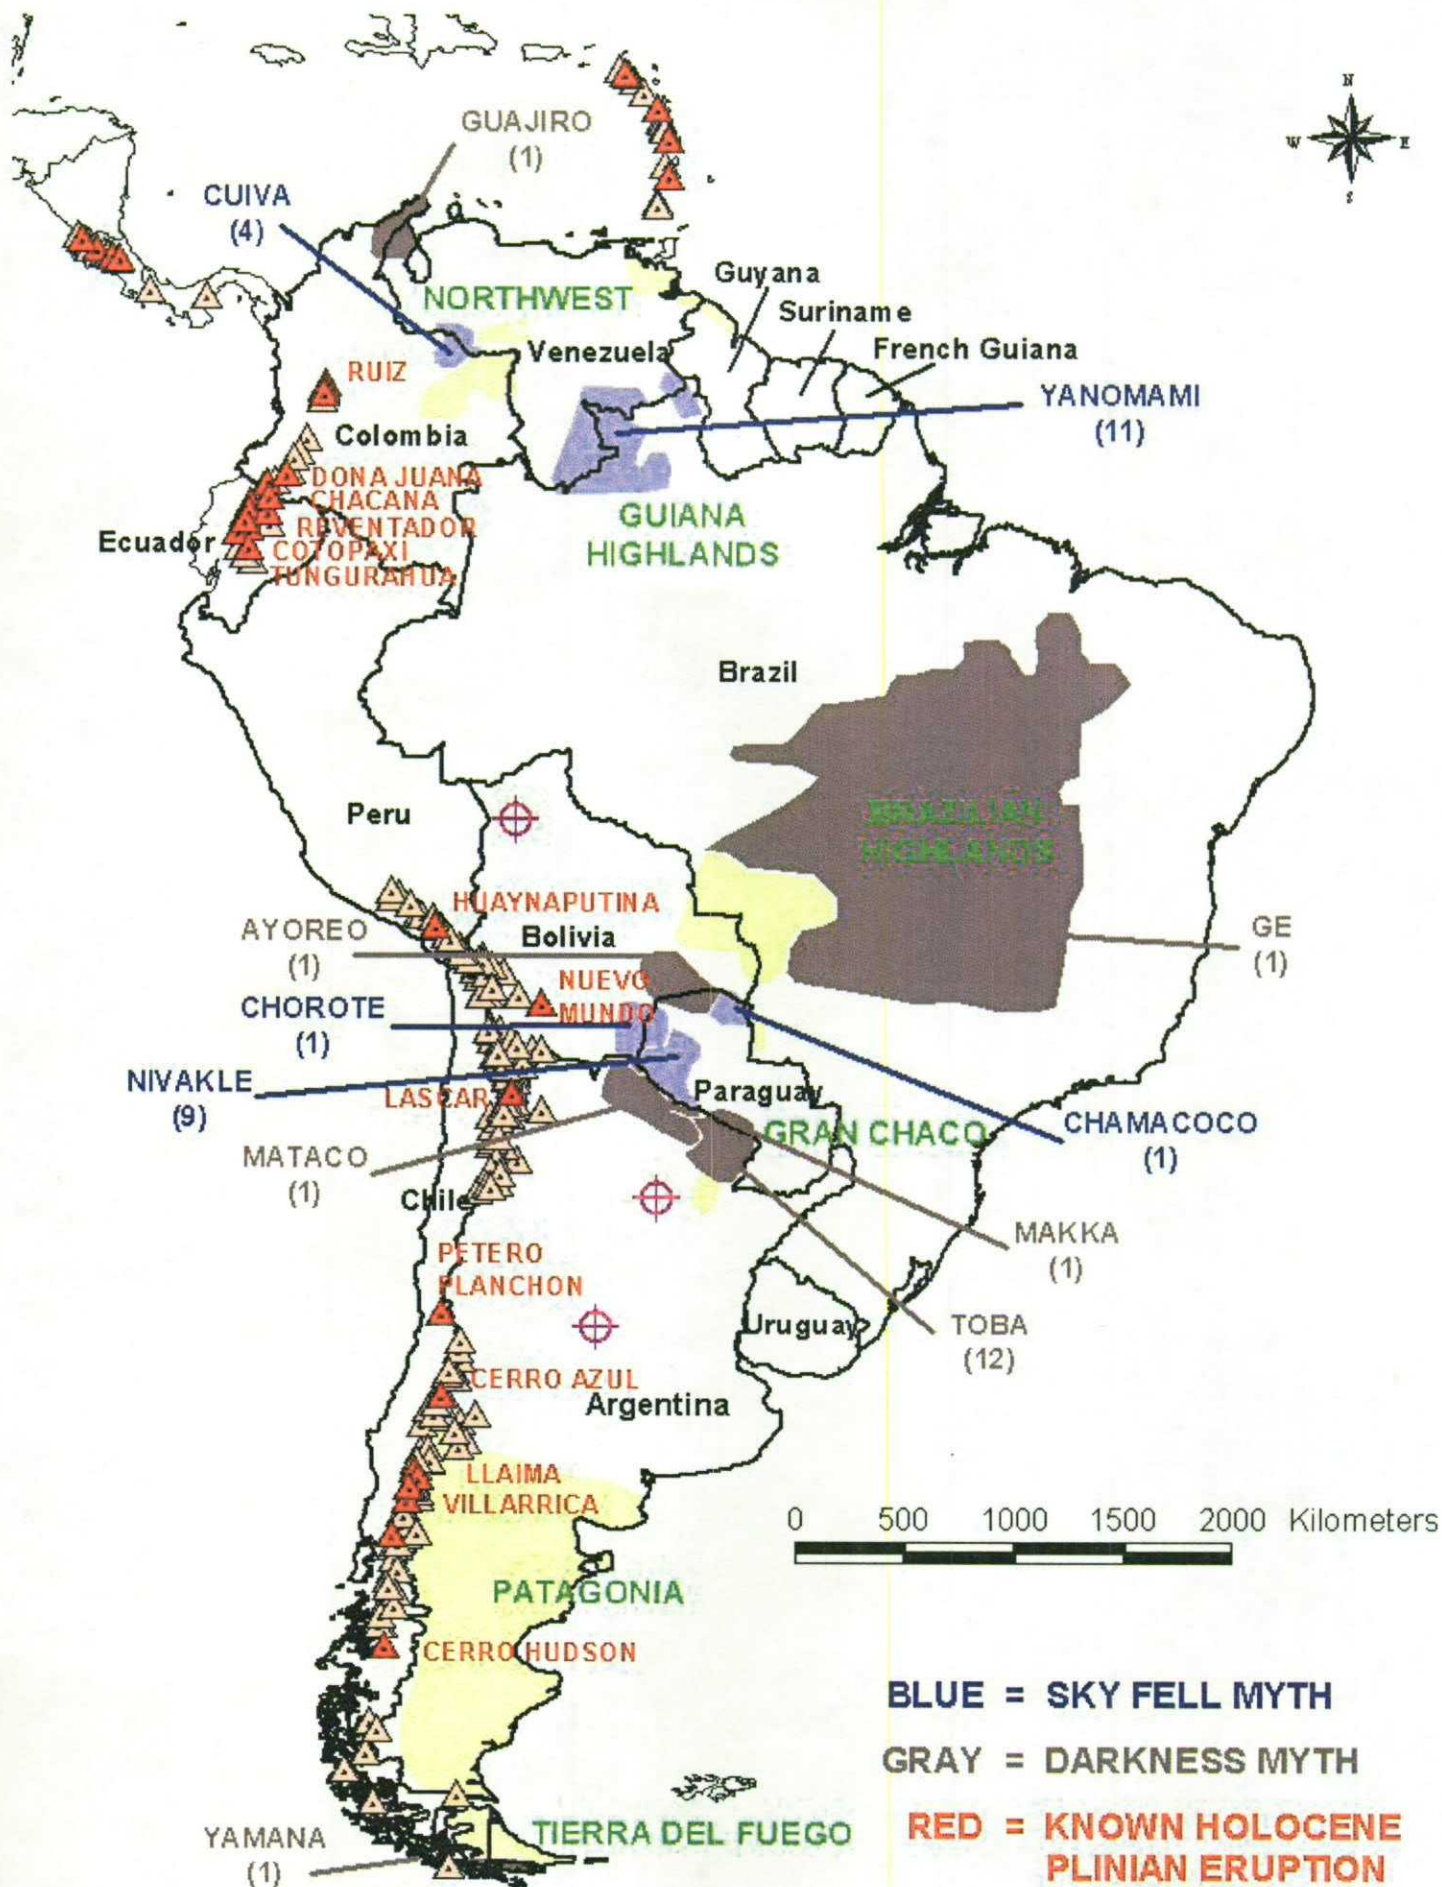 N
W
E
S
GUAJIRO
(1)
CUIVA
(4)
NORTHWEST
Guyana
Suriname
French Guiana
Venezuela
YANOMAMI
(11)
RUIZ
Colombia
DONA JUANA
CHACANA
REVENTADOR
COTOPAXI
TUNGURAHUA
Ecuador
GUIANA
HIGHLANDS
Brazil
Peru
BRAZILIAN
HIGHLANDS
HUAYNAPUTINA
AYOREO
(1)
Bolivia
GE
(1)
NUEVO
MUNDO
CHOROTE
(1)
NIVAKLE
(9)
LASCAR
Paraguay
GRAN CHACO
CHAMACOCO
(1)
MATACO
(1)
Chile
MAKKA
(1)
PETERO
PLANCHON
Uruguay
TOBA
(12)
CERRO AZUL
Argentina
LLAIMA
VILLARRICA
0 500 1000 1500 2000 Kilometers
PATAGONIA
CERRO HUDSON
BLUE = SKY FELL MYTH
GRAY = DARKNESS MYTH
RED = KNOWN HOLOCENE
PLINIAN ERUPTION
TIERRA DEL FUEGO
YAMANA
(1)